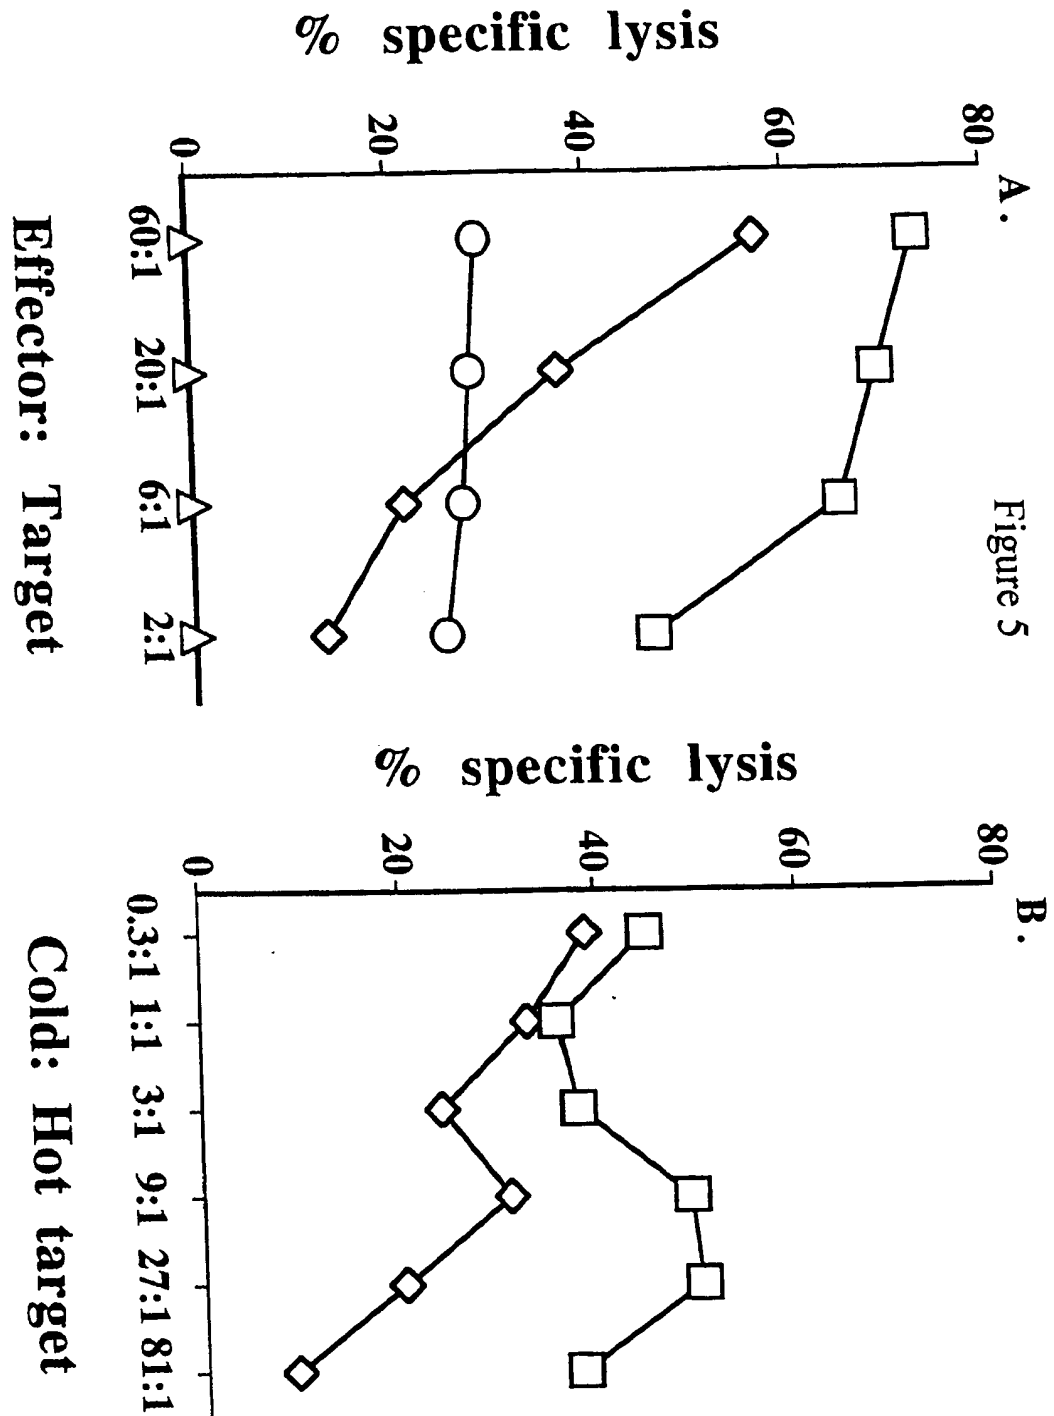 Figure 5
A.
% specific lysis
80
60
40
20
0
60:1 20:1 6:1 2:1
Effector: Target
B.
% specific lysis
80
60
40
20
0
0.3:1 1:1 3:1 9:1 27:1 81:1
Cold: Hot target